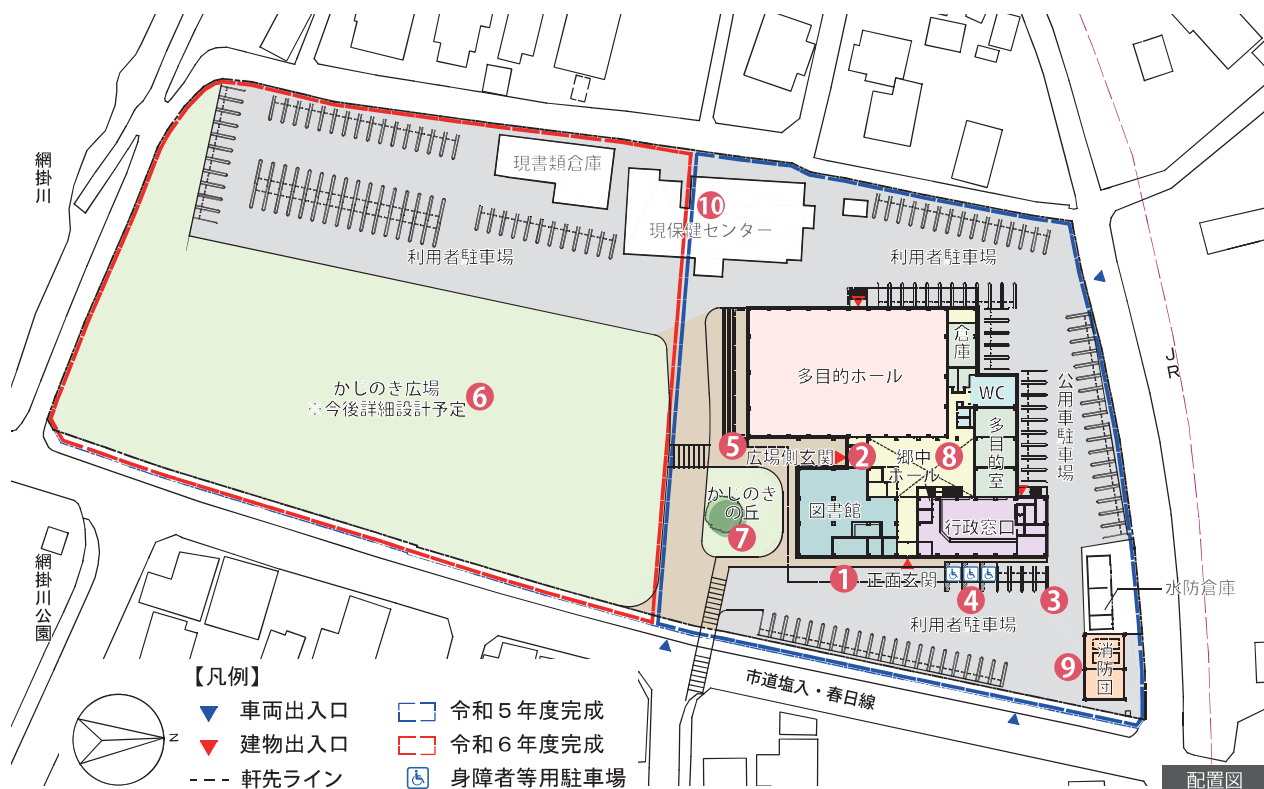 網掛川
現書類倉庫
10
現保健センター
利用者駐車場
利用者駐車場
倉庫
多目的ホール
WC
公用車駐車場
JR
かしのき広場
※今後詳細設計予定
6
5
広場側玄関
2
郷中
ホール
8
多目的室
かじのき
の丘
7
図書館
行政窓口
1
正面玄関
4
3
利用者駐車場
水防倉庫
9
消防団
網掛川公園
市道塩入・春日線
【凡例】
車両出入口
建物出入口
軒先ライン
令和5年度完成
令和6年度完成
身障者等用駐車場
N
配置図